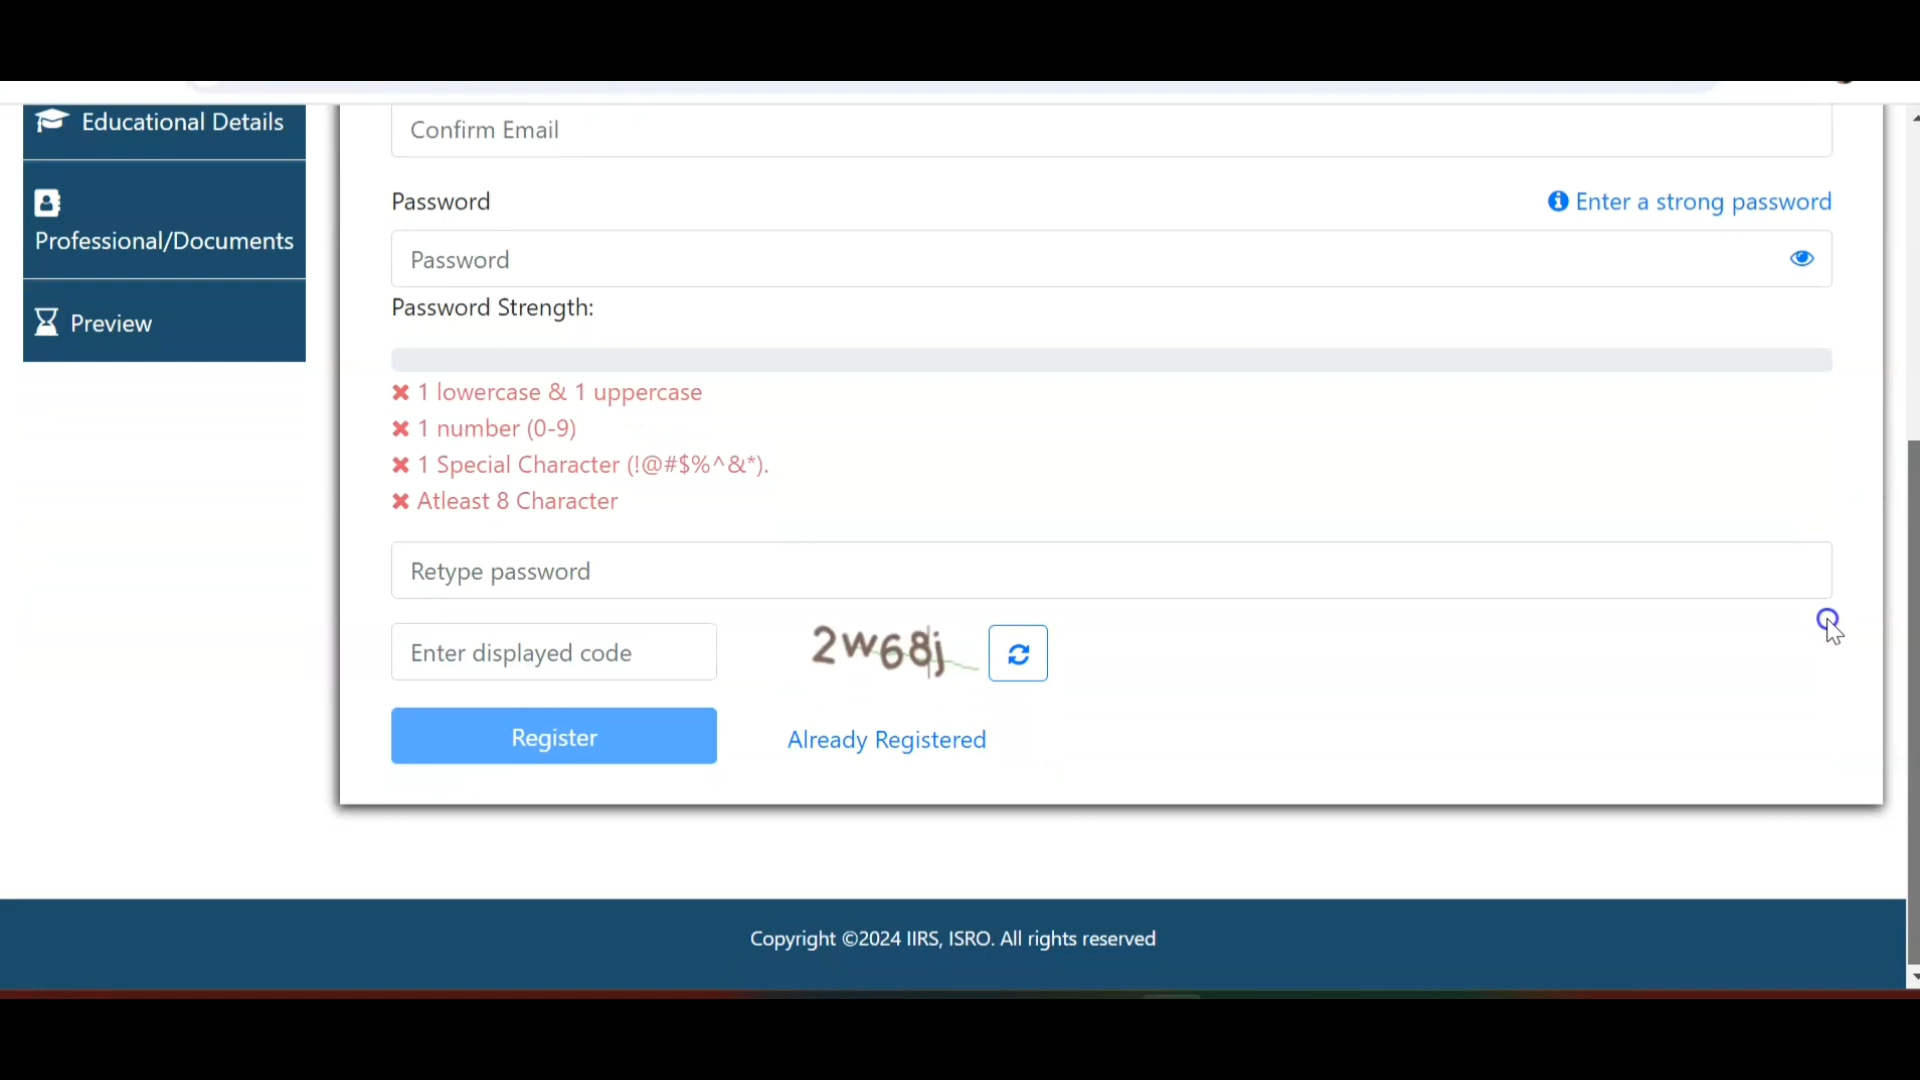 Educational Details
Professional/Documents
Preview
Confirm Email
Password
Enter a strong password
Password
Password Strength:
1 lowercase & 1 uppercase
1 number (0-9)
1 Special Character (!@#$%^&*).
Atleast 8 Character
Retype password
Enter displayed code
2w68j
Register
Already Registered
Copyright ©2024 IIRS, ISRO. All rights reserved